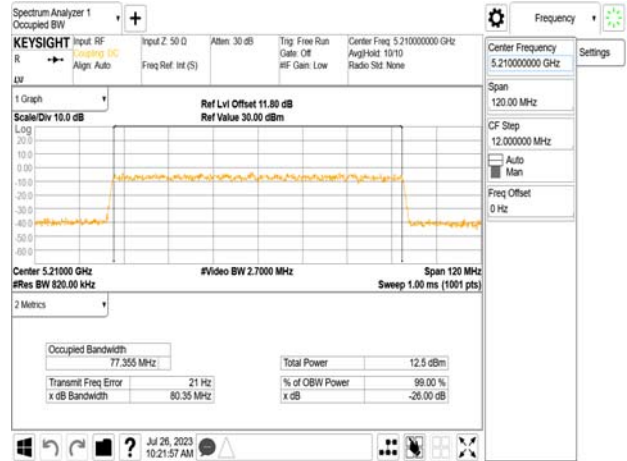 Spectrum Analyzer 1
Occupied BW
+
Frequency
KEYSIGHT Input: RF Input Z: 50 Ω Atten: 30 dB Trig: Free Run Center Freq: 5.210000000 GHz
R Coupling: DC Gate: Off Avg|Hold: 10/10
Align: Auto Freq Ref: Int (S) #IF Gain: Low Radio Std: None
LXI
Center Frequency
5.210000000 GHz
Settings
Span
120.00 MHz
CF Step
12.000000 MHz
Auto
Man
Freq Offset
0 Hz
1 Graph
Ref Lvl Offset 11.80 dB
Scale/Div 10.0 dB Ref Value 30.00 dBm
Log
20.0
10.0
0.00
-10.0
-20.0
-30.0
-40.0
-50.0
-60.0
Center 5.21000 GHz #Video BW 2.7000 MHz Span 120 MHz
#Res BW 820.00 kHz Sweep 1.00 ms (1001 pts)
2 Metrics
Occupied Bandwidth
77.355 MHz
Total Power 12.5 dBm
Transmit Freq Error 21 Hz % of OBW Power 99.00 %
x dB Bandwidth 80.35 MHz x dB -26.00 dB
? Jul 26, 2023
10:21:57 AM